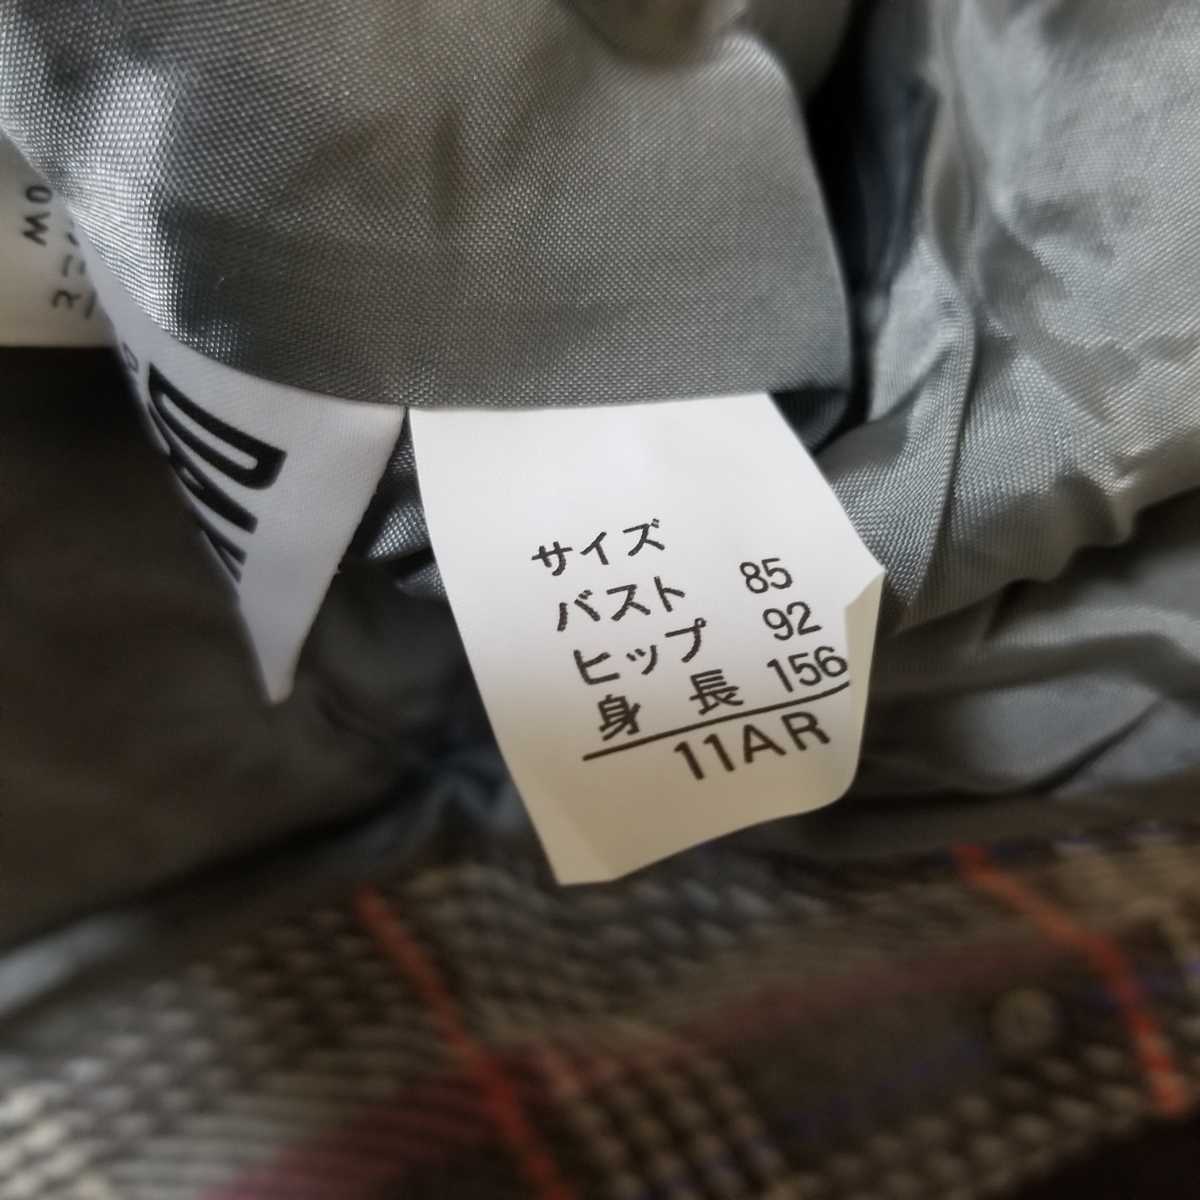 サイズ
バスト 85
ヒップ 92
身長 156
11AR